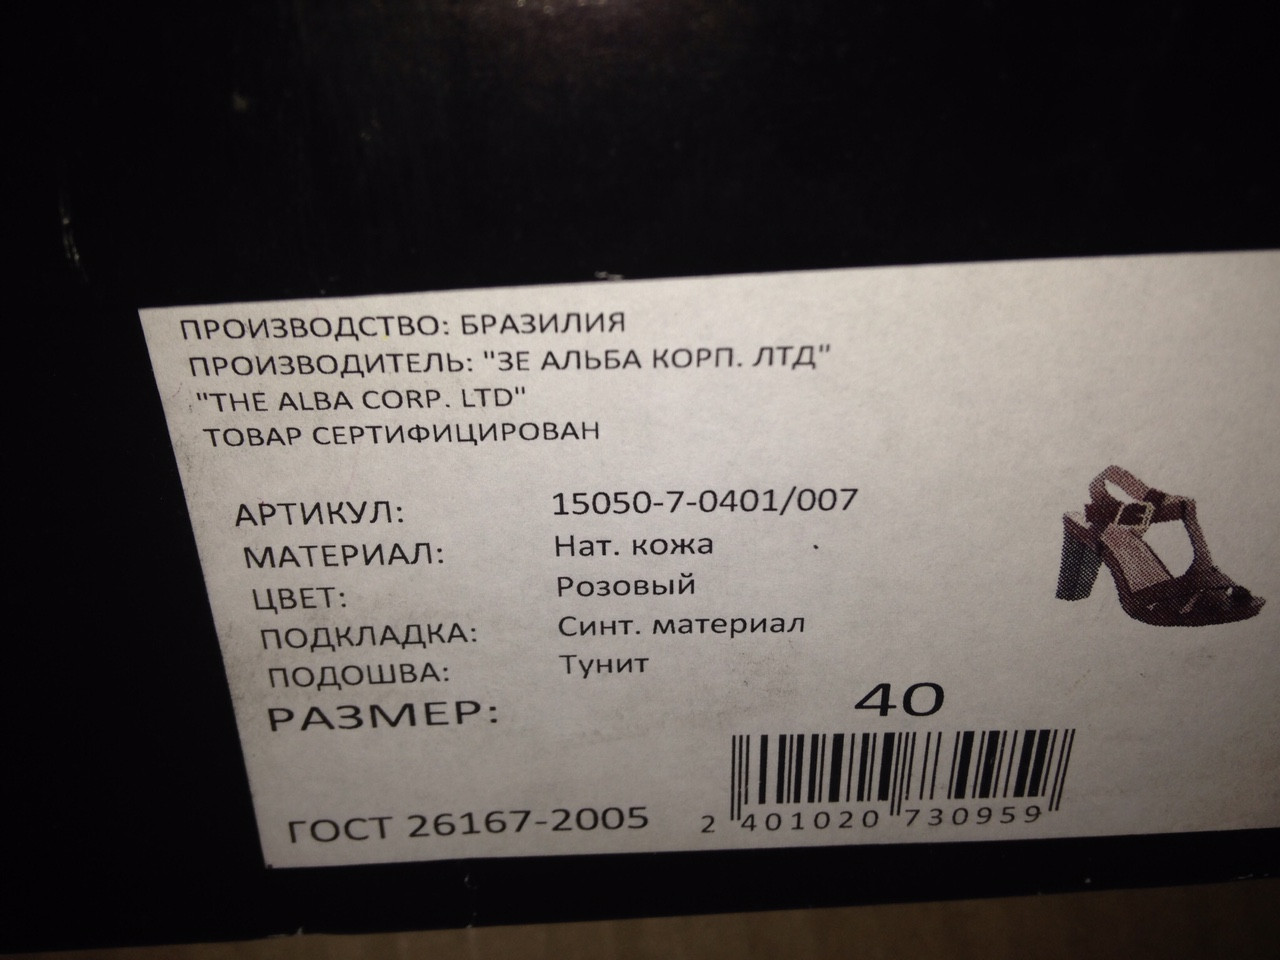 ПРОИЗВОДСТВО: БРАЗИЛИЯ
ПРОИЗВОДИТЕЛЬ: "ЗЕ АЛЬБА КОРП. ЛТД"
"THE ALBA CORP. LTD"
ТОВАР СЕРТИФИЦИРОВАН
АРТИКУЛ: 15050-7-0401/007
МАТЕРИАЛ: Нат. кожа
ЦВЕТ: Розовый
ПОДКЛАДКА: Синт. материал
ПОДОШВА: Тунит
РАЗМЕР: 40
ГОСТ 26167-2005
2 401020 730959